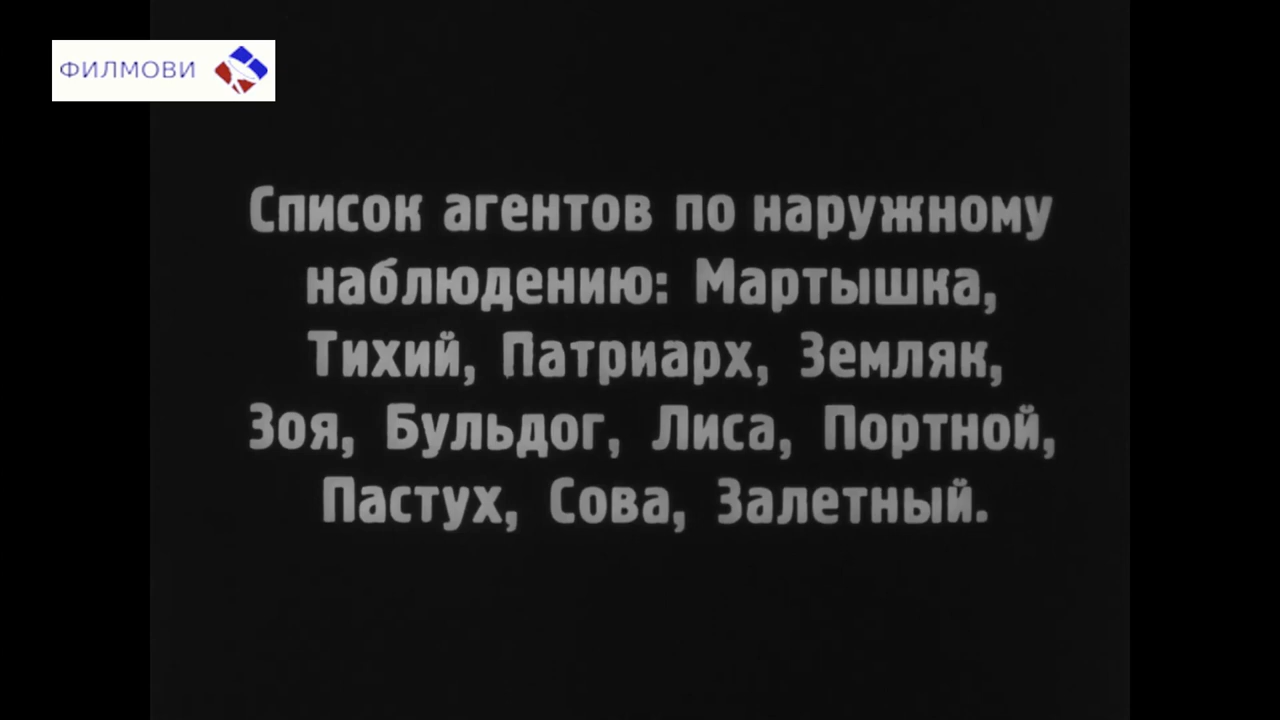 ФИЛМОВИ
Список агентов по наружному
наблюдению: Мартышка,
Тихий, Патриарх, Земляк,
Зоя, Бульдог, Лиса, Портной,
Пастух, Сова, Залетный.